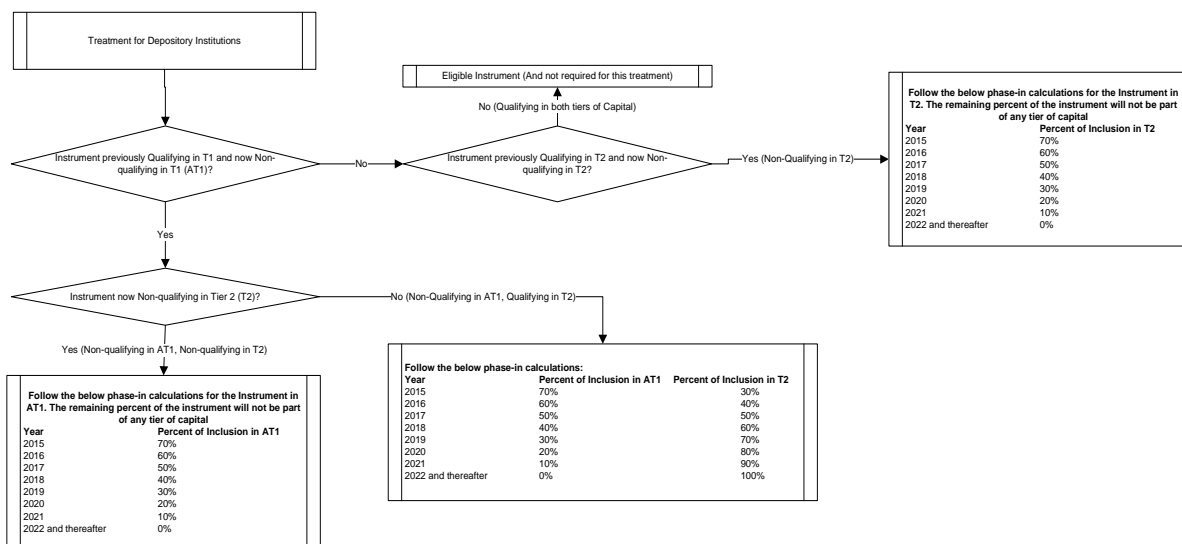 Treatment for Depository Institutions
Eligible Instrument (And not required for this treatment)
No (Qualifying in both tiers of Capital)
Instrument previously Qualifying in T1 and now Non-
qualifying in T1 (AT1)?
No
Instrument previously Qualifying in T2 and now Non-
qualifying in T2?
Yes (Non-Qualifying in T2)
Follow the below phase-in calculations for the Instrument in
T2. The remaining percent of the instrument will not be part
of any tier of capital
Year Percent of Inclusion in T2
2015 70%
2016 60%
2017 50%
2018 40%
2019 30%
2020 20%
2021 10%
2022 and thereafter 0%
Yes
Instrument now Non-qualifying in Tier 2 (T2)?
No (Non-Qualifying in AT1, Qualifying in T2)
Yes (Non-qualifying in AT1, Non-qualifying in T2)
Follow the below phase-in calculations for the Instrument in
AT1. The remaining percent of the instrument will not be part
of any tier of capital
Year Percent of Inclusion in AT1
2015 70%
2016 60%
2017 50%
2018 40%
2019 30%
2020 20%
2021 10%
2022 and thereafter 0%
Follow the below phase-in calculations:
Year Percent of Inclusion in AT1 Percent of Inclusion in T2
2015 70% 30%
2016 60% 40%
2017 50% 50%
2018 40% 60%
2019 30% 70%
2020 20% 80%
2021 10% 90%
2022 and thereafter 0% 100%